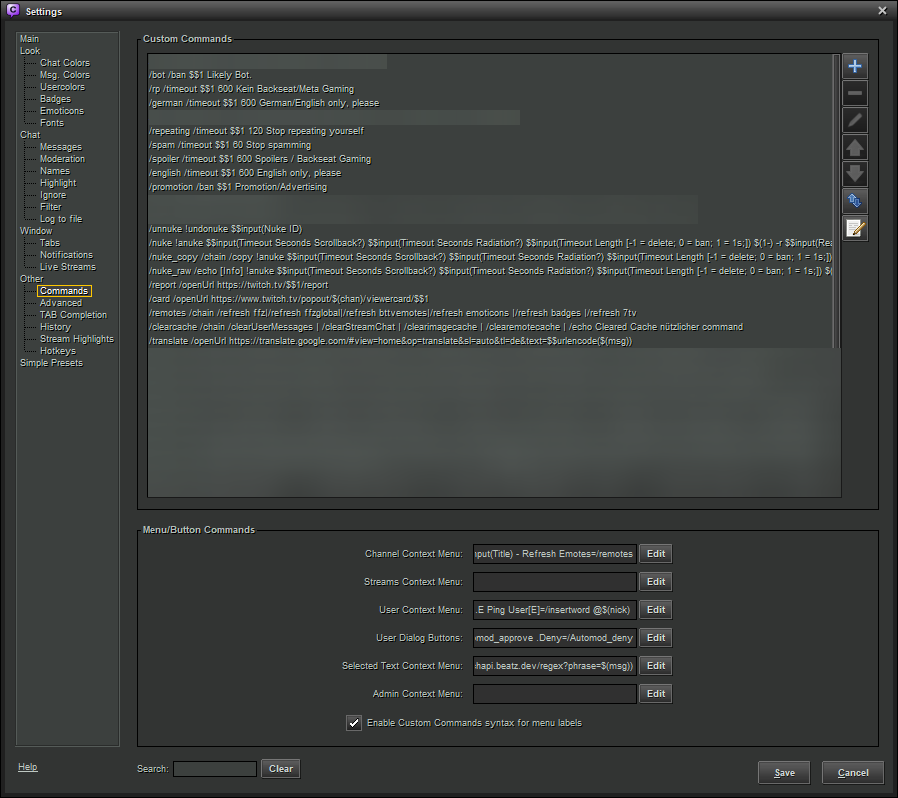 Settings
Main
Look
Chat Colors
Msg. Colors
Usercolors
Badges
Emoticons
Fonts
Chat
Messages
Moderation
Names
Highlight
Ignore
Filter
Log to file
Window
Tabs
Notifications
Live Streams
Other
Commands
Advanced
TAB Completion
History
Stream Highlights
Hotkeys
Simple Presets
Help
Custom Commands
/bot /ban $$1 Likely Bot.
/rp /timeout $$1 600 Kein Backseat/Meta Gaming
/german /timeout $$1 600 German/English only, please
/repeating /timeout $$1 120 Stop repeating yourself
/spam /timeout $$1 60 Stop spamming
/spoiler /timeout $$1 600 Spoilers / Backseat Gaming
/english /timeout $$1 600 English only, please
/promotion /ban $$1 Promotion/Advertising
/unnuke !undonuke $$input(Nuke ID)
/nuke !anuke $$input(Timeout Seconds Scrollback?) $$input(Timeout Seconds Radiation?) $$input(Timeout Length [-1 = delete; 0 = ban; 1 = 1s;]) $(1-) -r $$input(Rea
/nuke_copy /chain /copy !anuke $$input(Timeout Seconds Scrollback?) $$input(Timeout Seconds Radiation?) $$input(Timeout Length [-1 = delete; 0 = ban; 1 = 1s;])
/nuke_raw /echo [Info] !anuke $$input(Timeout Seconds Scrollback?) $$input(Timeout Seconds Radiation?) $$input(Timeout Length [-1 = delete; 0 = ban; 1 = 1s;]) $(
/report /openUrl https://twitch.tv/$$1/report
/card /openUrl https://www.twitch.tv/popout/$(chan)/viewercard/$$1
/remotes /chain /refresh ffz|/refresh ffzglobal|/refresh bttvemotes|/refresh emoticons |/refresh badges |/refresh 7tv
/clearcache /chain /clearUserMessages | /clearStreamChat | /clearimagecache | /clearemotecache | /echo Cleared Cache nützlicher command
/translate /openUrl https://translate.google.com/#view=home&op=translate&sl=auto&tl=de&text=$$urlencode($(msg))
Menu/Button Commands
Channel Context Menu: nput(Title) - Refresh Emotes=/remotes Edit
Streams Context Menu: Edit
User Context Menu: .E Ping User[E]=/insertword @$(nick) Edit
User Dialog Buttons: omod_approve .Deny=/Automod_deny Edit
Selected Text Context Menu: hapi.beatz.dev/regex?phrase=$(msg)) Edit
Admin Context Menu: Edit
Enable Custom Commands syntax for menu labels
Search: Clear
Save Cancel